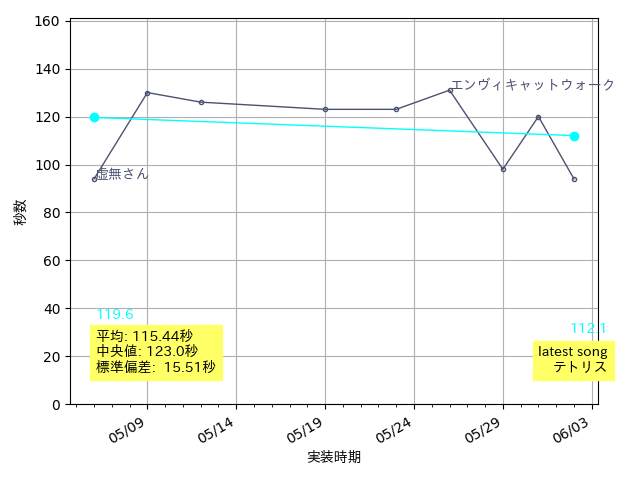 160
140
120
100
80
60
40
20
0
秒数
エンヴィキャットウォーク
虚無さん
119.6
112.1
平均: 115.44秒
中央値: 123.0秒
標準偏差: 15.51秒
latest song
テトリス
05/09
05/14
05/19
05/24
05/29
06/03
実装時期